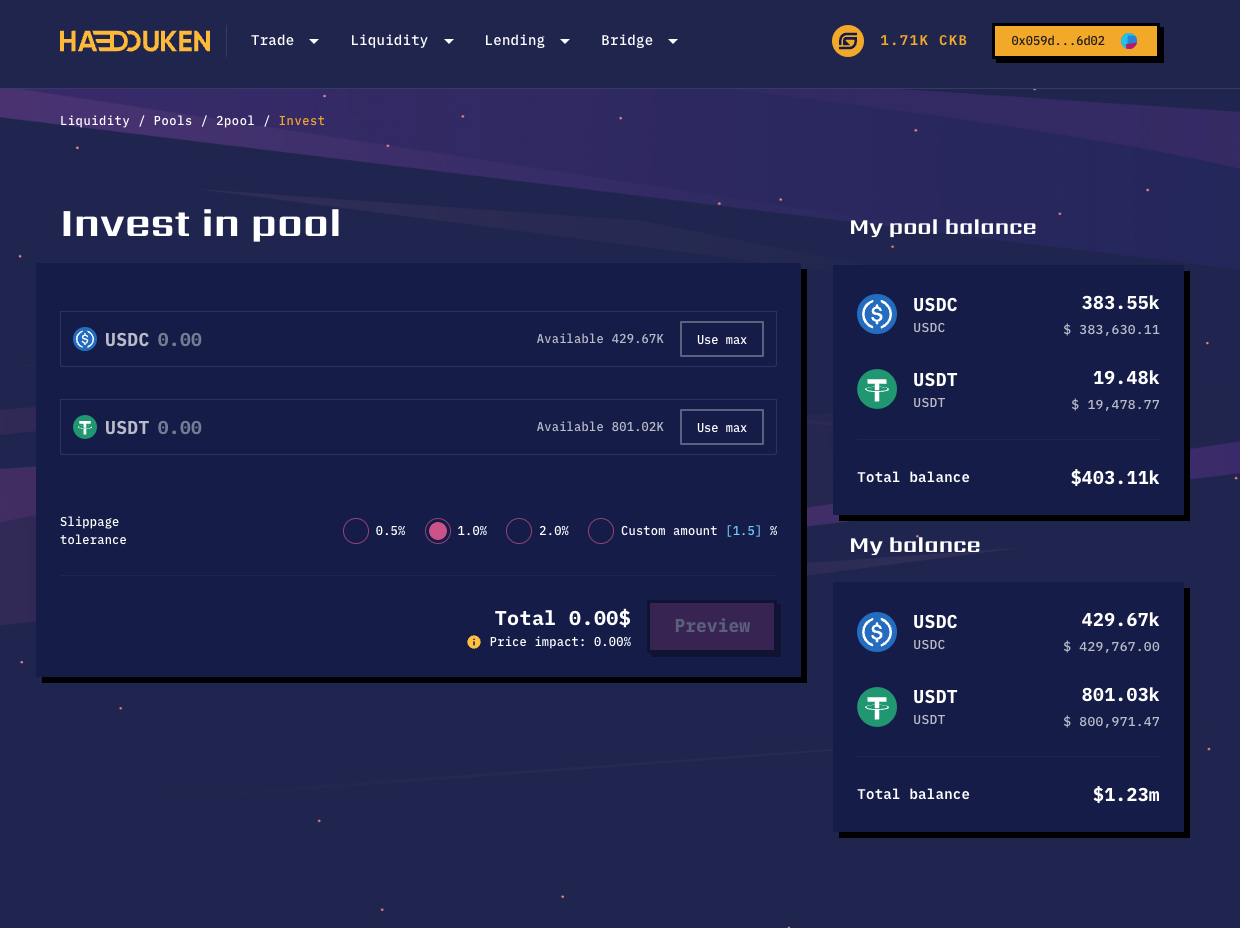 HADOUKEN
Trade Liquidity Lending Bridge 1.71K CKB 0x059d...6d02
Liquidity / Pools / 2pool / Invest
Invest in pool
USDC 0.00 Available 429.67K Use max
USDT 0.00 Available 801.02K Use max
Slippage
tolerance
0.5% 1.0% 2.0% Custom amount [1.5] %
Total 0.00$
Price impact: 0.00%
Preview
My pool balance
USDC 383.55k
USDC $ 383,630.11
USDT 19.48k
USDT $ 19,478.77
Total balance $403.11k
My balance
USDC 429.67k
USDC $ 429,767.00
USDT 801.03k
USDT $ 800,971.47
Total balance $1.23m